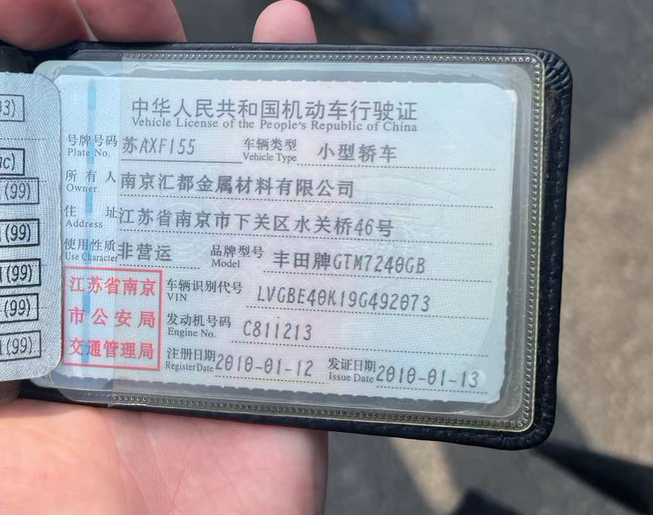 中华人民共和国机动车行驶证
Vehicle License of the People's Republic of China
号牌号码 苏AXF155 车辆类型 小型轿车
Plate No. Vehicle Type
所有人 南京汇都金属材料有限公司
Owner
住址 江苏省南京市下关区水关桥46号
Address
使用性质 非营运 品牌型号 丰田牌GTM7240GB
Use Character Model
江苏省南京
市公安局
交通管理局
车辆识别代号 LVGBE40K19G492073
VIN
发动机号码 C811213
Engine No.
注册日期 2010-01-12 发证日期 2010-01-13
Register Date Issue Date
(99)
(99)
(99)
(99)
(99)